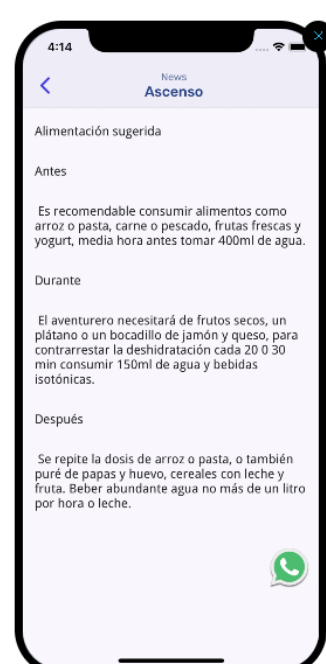 4:14
News
Ascenso
Alimentación sugerida
Antes
Es recomendable consumir alimentos como
arroz o pasta, carne o pescado, frutas frescas y
yogurt, media hora antes tomar 400ml de agua.
Durante
El aventurero necesitará de frutos secos, un
plátano o un bocadillo de jamón y queso, para
contrarrestar la deshidratación cada 20 0 30
min consumir 150ml de agua y bebidas
isotónicas.
Después
Se repite la dosis de arroz o pasta, o también
puré de papas y huevo, cereales con leche y
fruta. Beber abundante agua no más de un litro
por hora o leche.